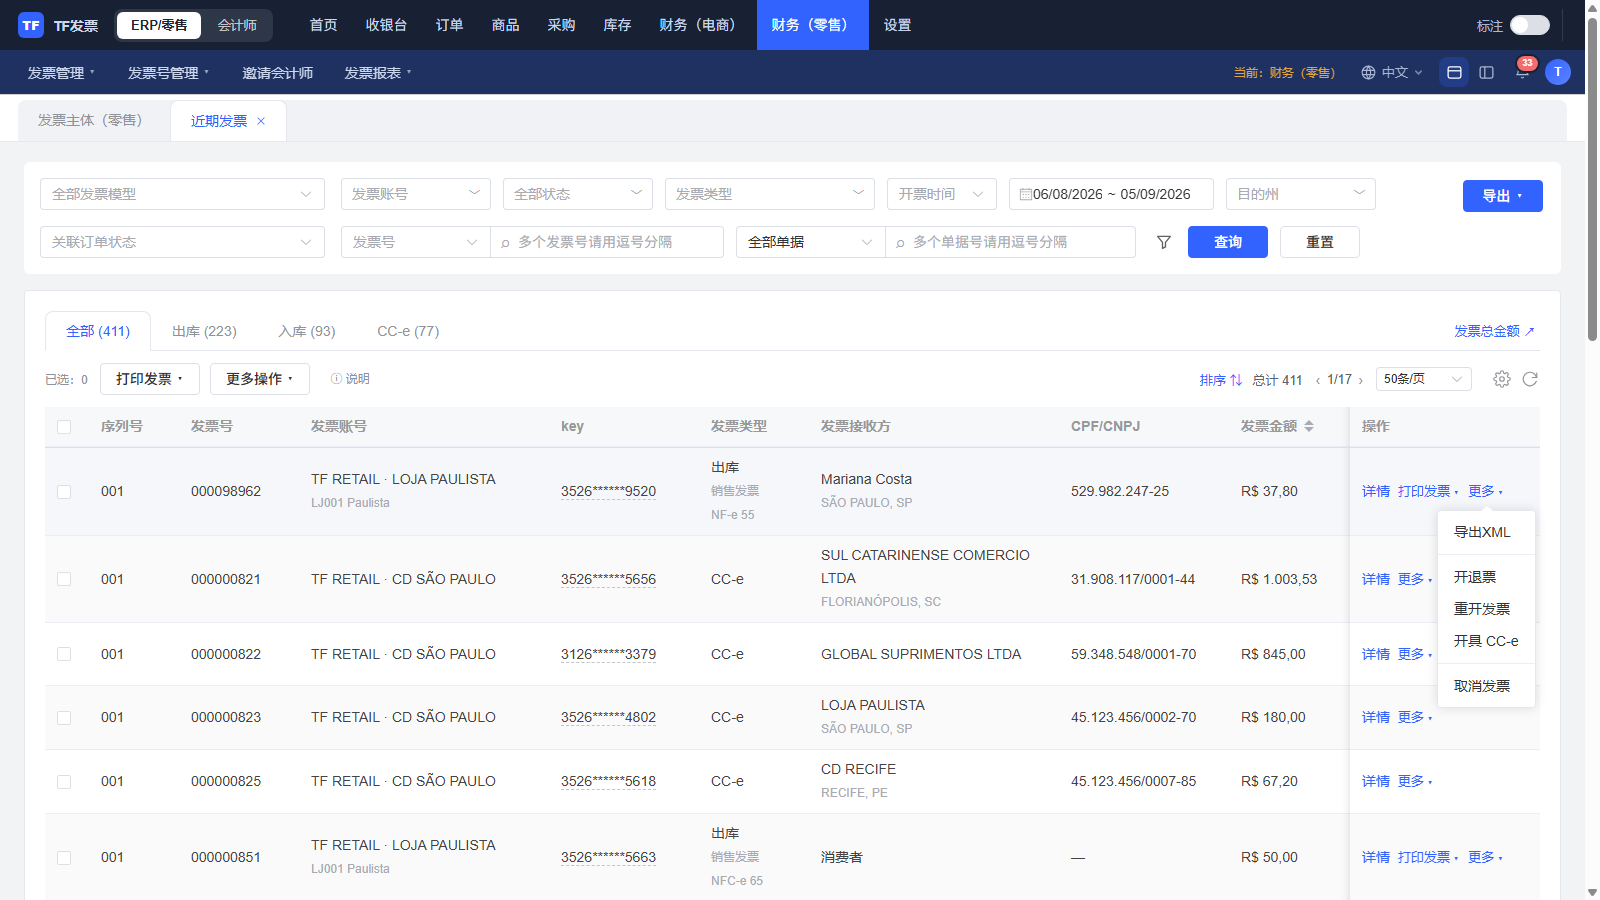 TF TF发票 ERP/零售 会计师 首页 收银台 订单 商品 采购 库存 财务（电商） 财务（零售） 设置 标注
发票管理 发票号管理 邀请会计师 发票报表 当前：财务（零售） 中文 33 T
发票主体（零售） 近期发票 ×
全部发票模型 发票账号 全部状态 发票类型 开票时间 06/08/2026 ~ 05/09/2026 目的州 导出
关联订单状态 发票号 多个发票号请用逗号分隔 全部单据 多个单据号请用逗号分隔 查询 重置
全部 (411) 出库 (223) 入库 (93) CC-e (77) 发票总金额 ↗
已选：0 打印发票 更多操作 ⓘ 说明 排序 总计 411 ‹ 1/17 › 50条/页
序列号 发票号 发票账号 key 发票类型 发票接收方 CPF/CNPJ 发票金额 操作
001 000098962 TF RETAIL · LOJA PAULISTA 3526******9520 出库 Mariana Costa 529.982.247-25 R$ 37,80 详情 打印发票 更多
LJ001 Paulista 销售发票 SÃO PAULO, SP
NF-e 55
导出XML
开退票
重开发票
开具 CC-e
取消发票
001 000000821 TF RETAIL · CD SÃO PAULO 3526******5656 CC-e SUL CATARINENSE COMERCIO 31.908.117/0001-44 R$ 1.003,53 详情 更多
LTDA
FLORIANÓPOLIS, SC
001 000000822 TF RETAIL · CD SÃO PAULO 3126******3379 CC-e GLOBAL SUPRIMENTOS LTDA 59.348.548/0001-70 R$ 845,00 详情 更多
001 000000823 TF RETAIL · CD SÃO PAULO 3526******4802 CC-e LOJA PAULISTA 45.123.456/0002-70 R$ 180,00 详情 更多
SÃO PAULO, SP
001 000000825 TF RETAIL · CD SÃO PAULO 3526******5618 CC-e CD RECIFE 45.123.456/0007-85 R$ 67,20 详情 更多
RECIFE, PE
001 000000851 TF RETAIL · LOJA PAULISTA 3526******5663 出库 消费者 — R$ 50,00 详情 打印发票 更多
LJ001 Paulista 销售发票
NFC-e 65